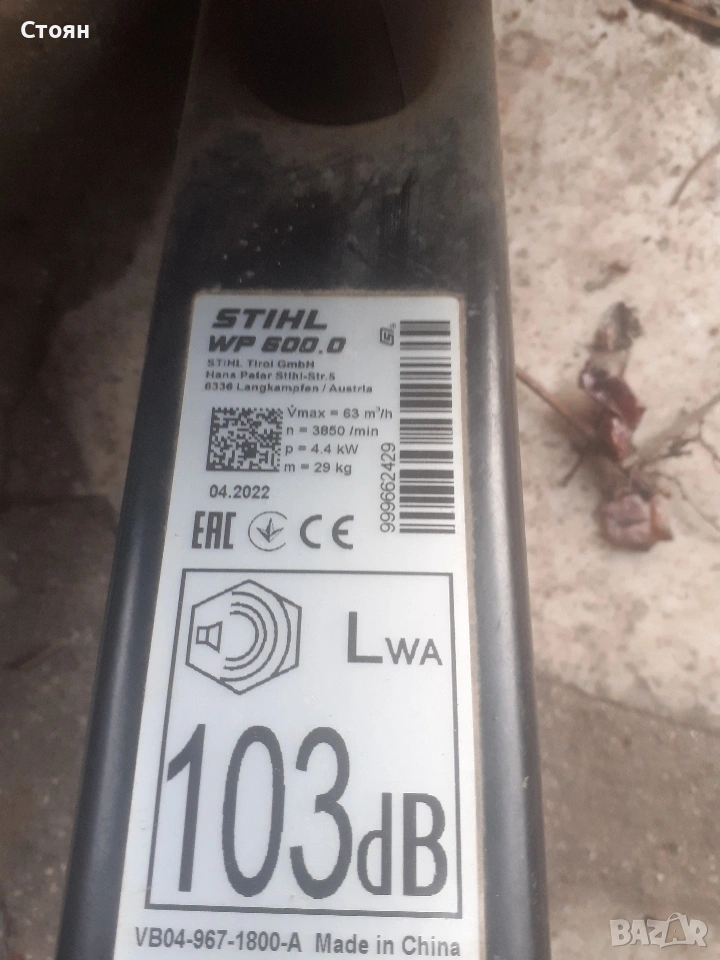 Стоян
STIHL
WP 600.0
STIHL Tirol GmbH
Hans Peter Stihl-Str.5
6336 Langkampfen / Austria
V̇max = 63 m³/h
n = 3850 /min
p = 4.4 kW
m = 29 kg
04.2022
EAC CE
999662429
LWA
103dB
VB04-967-1800-A Made in China
BAZAR